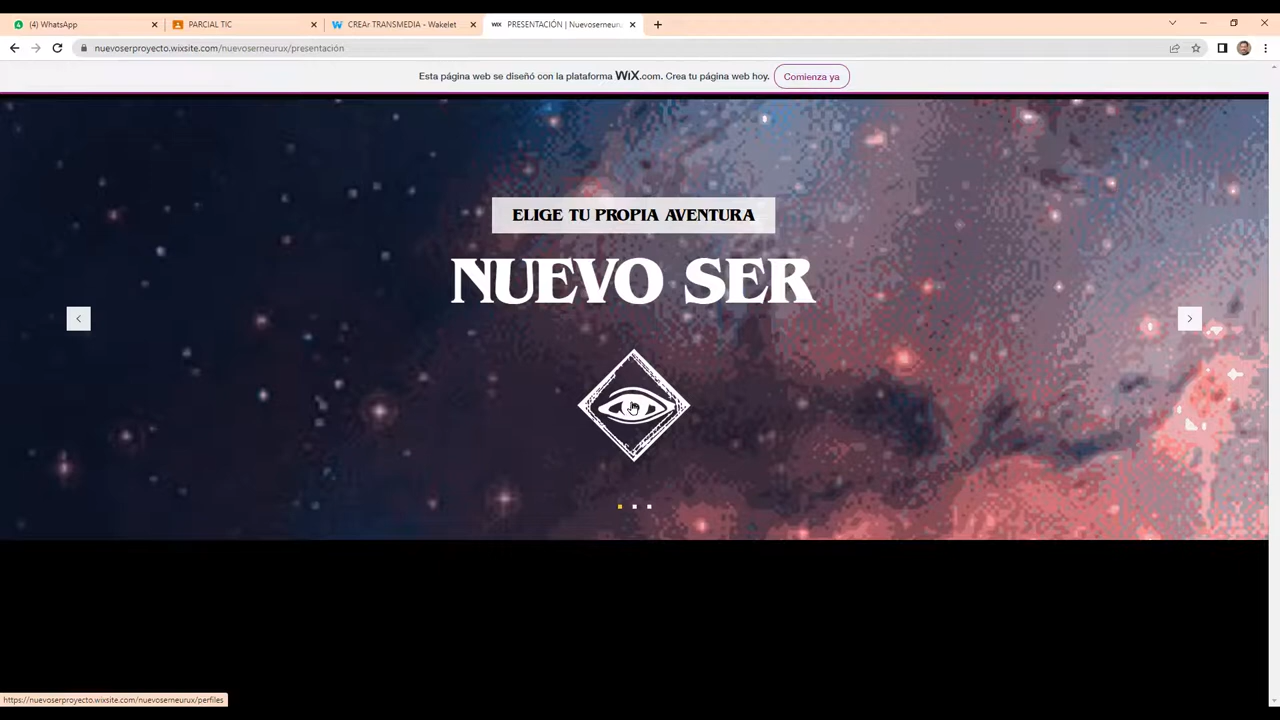 (4) WhatsApp
PARCIAL TIC
CREAr TRANSMEDIA - Wakelet
PRESENTACIÓN | Nuevoserneurux
nuevoserproyecto.wixsite.com/nuevoserneurux/presentación
Esta página web se diseñó con la plataforma WiX.com. Crea tu página web hoy.
Comienza ya
ELIGE TU PROPIA AVENTURA
NUEVO SER
https://nuevoserproyecto.wixsite.com/nuevoserneurux/perfiles